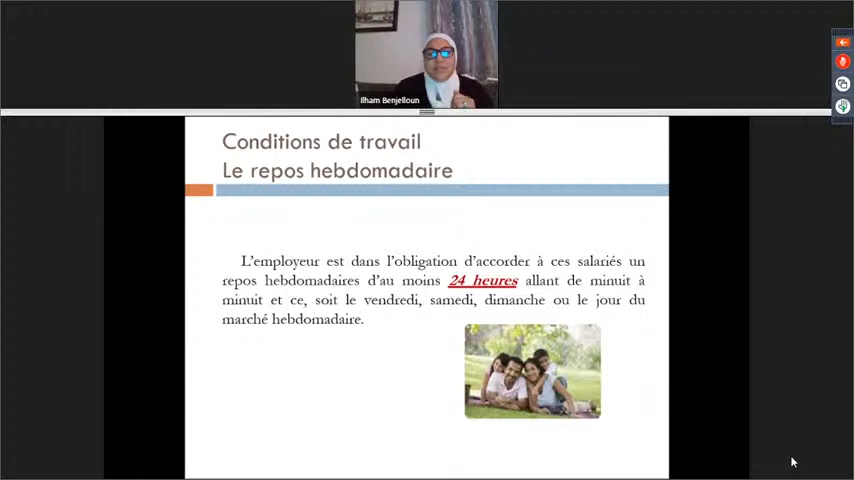 Ilham Benjelloun
Conditions de travail
Le repos hebdomadaire
L'employeur est dans l'obligation d'accorder à ces salariés un
repos hebdomadaires d'au moins 24 heures allant de minuit à
minuit et ce, soit le vendredi, samedi, dimanche ou le jour du
marché hebdomadaire.